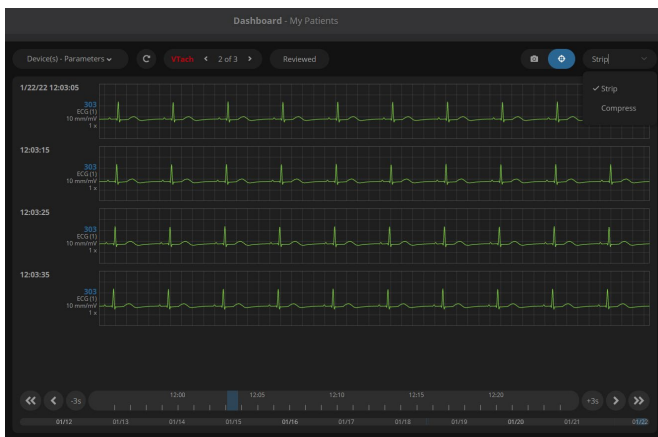 Dashboard - My Patients
Device(s) - Parameters
VTach
2 of 3
Reviewed
Strip
Strip
Compress
1/22/22 12:03:05
303
ECG (1)
10 mm/mV
1 x
12:03:15
303
ECG (1)
10 mm/mV
1 x
12:03:25
303
ECG (1)
10 mm/mV
1 x
12:03:35
303
ECG (1)
10 mm/mV
1 x
-3s
12:00 12:05 12:10 12:15 12:20
+3s
01/12 01/13 01/14 01/15 01/16 01/17 01/18 01/19 01/20 01/21 01/22